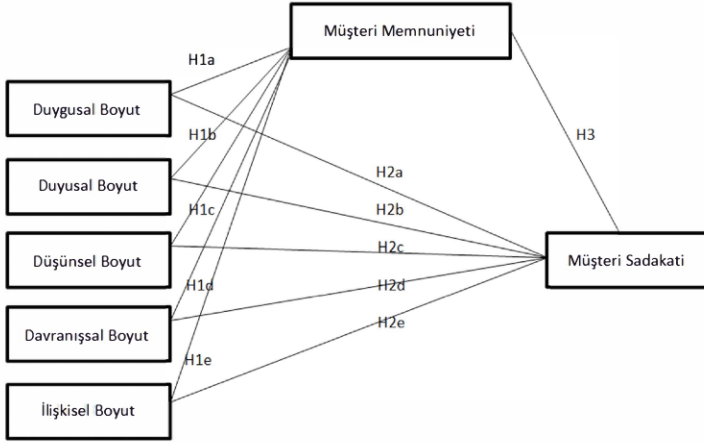 Müşteri Memnuniyeti
H1a
Duygusal Boyut
H1b
H3
Duyusal Boyut
H2a
H1c
H2b
Düşünsel Boyut
H2c
Müşteri Sadakati
H1d
H2d
Davranışsal Boyut
H2e
H1e
İlişkisel Boyut